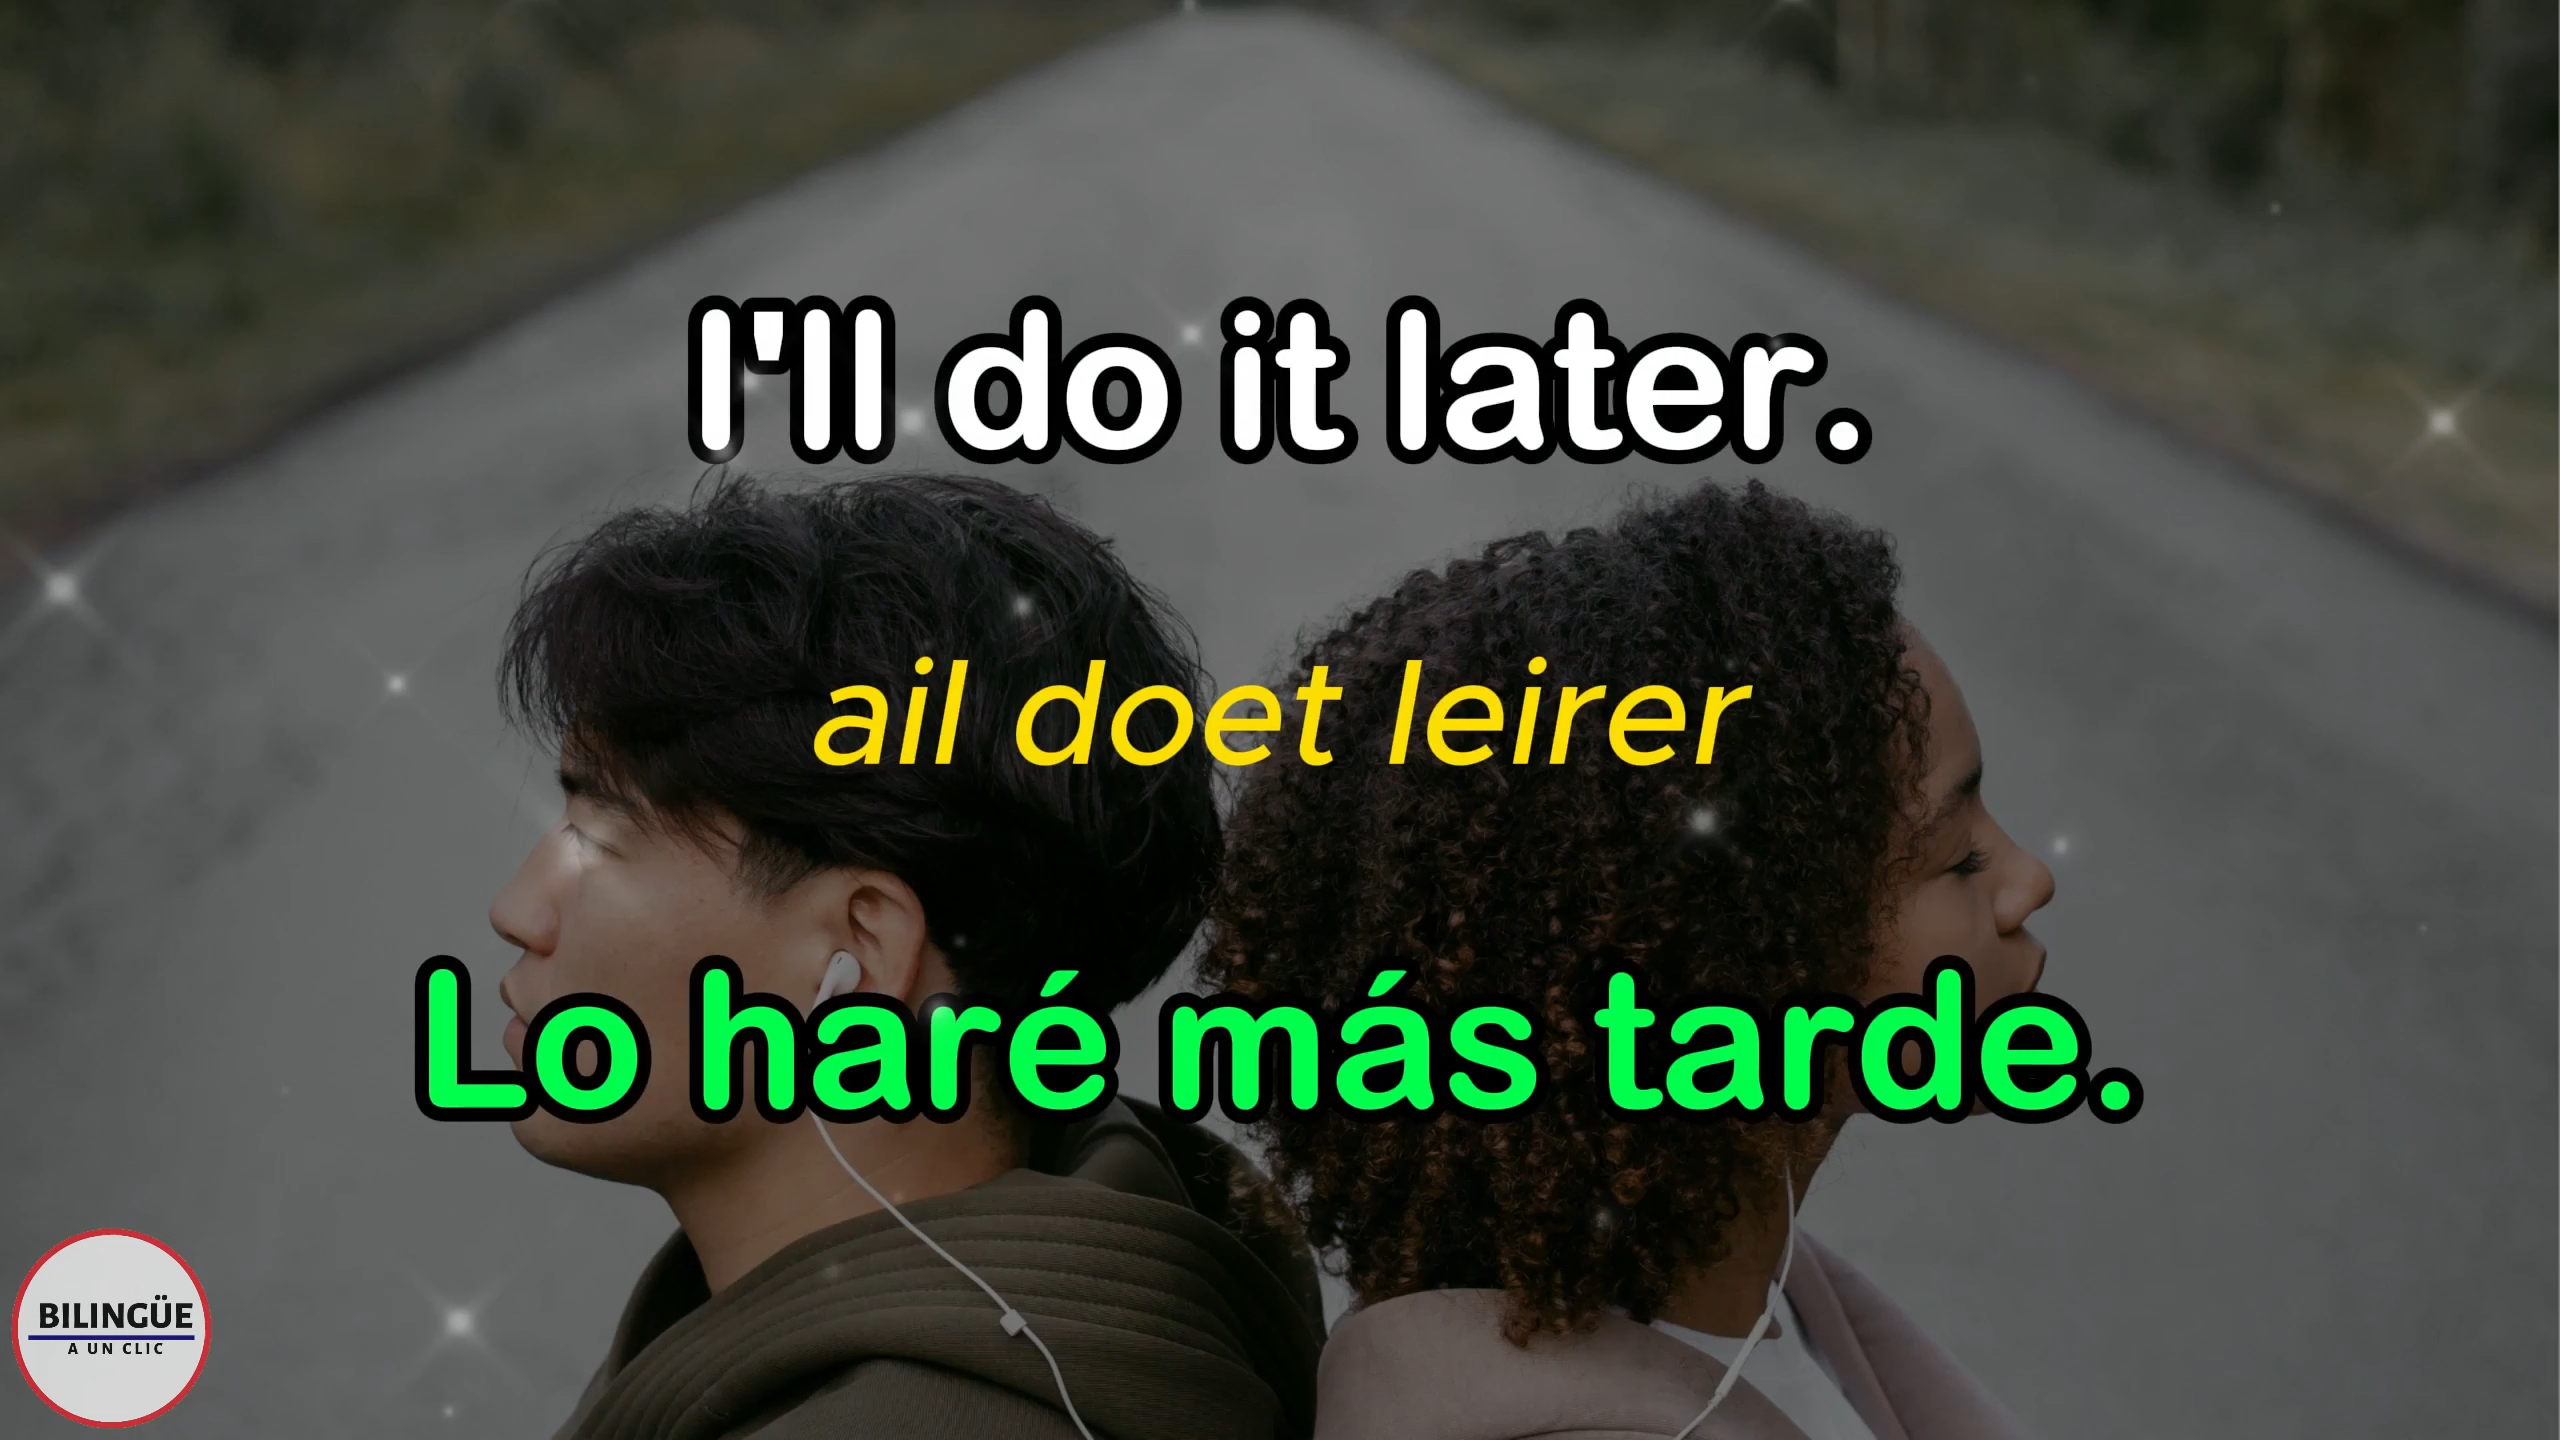 I'll do it later.
ail doet leirer
Lo haré más tarde.
BILINGÜE
A UN CLIC